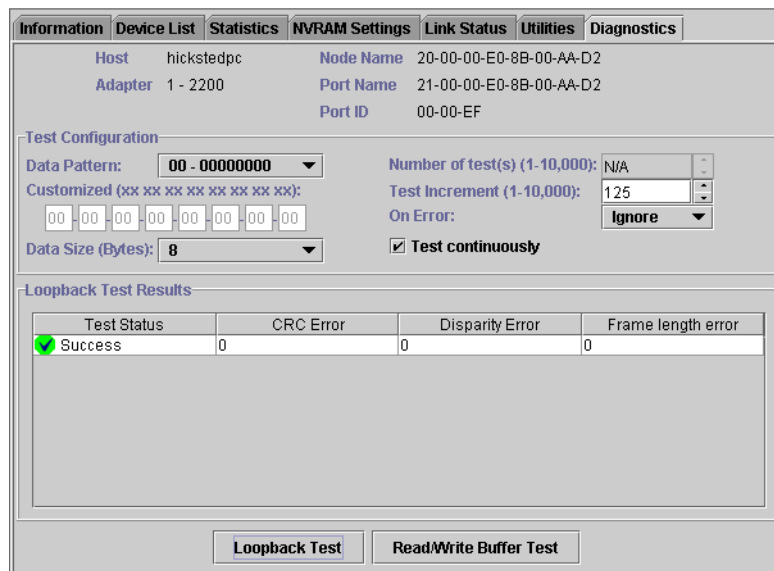 Information Device List Statistics NVRAM Settings Link Status Utilities Diagnostics
Host hickstedpc Node Name 20-00-00-E0-8B-00-AA-D2
Adapter 1 - 2200 Port Name 21-00-00-E0-8B-00-AA-D2
Port ID 00-00-EF
Test Configuration
Data Pattern: 00 - 00000000 Number of test(s) (1-10,000): N/A
Customized (xx xx xx xx xx xx xx xx): Test Increment (1-10,000): 125
00-00-00-00-00-00-00-00 On Error: Ignore
Data Size (Bytes): 8 Test continuously
Loopback Test Results
Test Status CRC Error Disparity Error Frame length error
Success 0 0 0
Loopback Test Read/Write Buffer Test